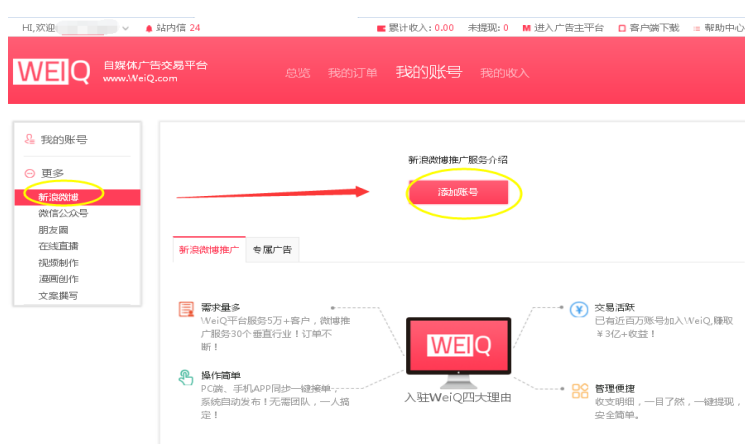 HI,欢迎
站内信 24
累计收入: 0.00 未提现: 0 进入广告主平台 客户端下载 帮助中心
WEIQ 自媒体广告交易平台
www.WeiQ.com
总览 我的订单 我的账号 我的收入
我的账号
更多
新浪微博
微信公众号
朋友圈
在线直播
视频制作
漫画创作
文案撰写
新浪微博推广服务介绍
添加账号
新浪微博推广 专属广告
需求量多
WeiQ平台服务5万+客户，微博推
广服务30个垂直行业！订单不
断！
操作简单
PC端、手机APP同步一键接单，
系统自动发布！无需团队，一人搞
定！
WEIQ
入驻WeiQ四大理由
交易活跃
已有近百万账号加入WeiQ,赚取
¥3亿+收益！
管理便捷
收支明细，一目了然，一键提现，
安全简单。